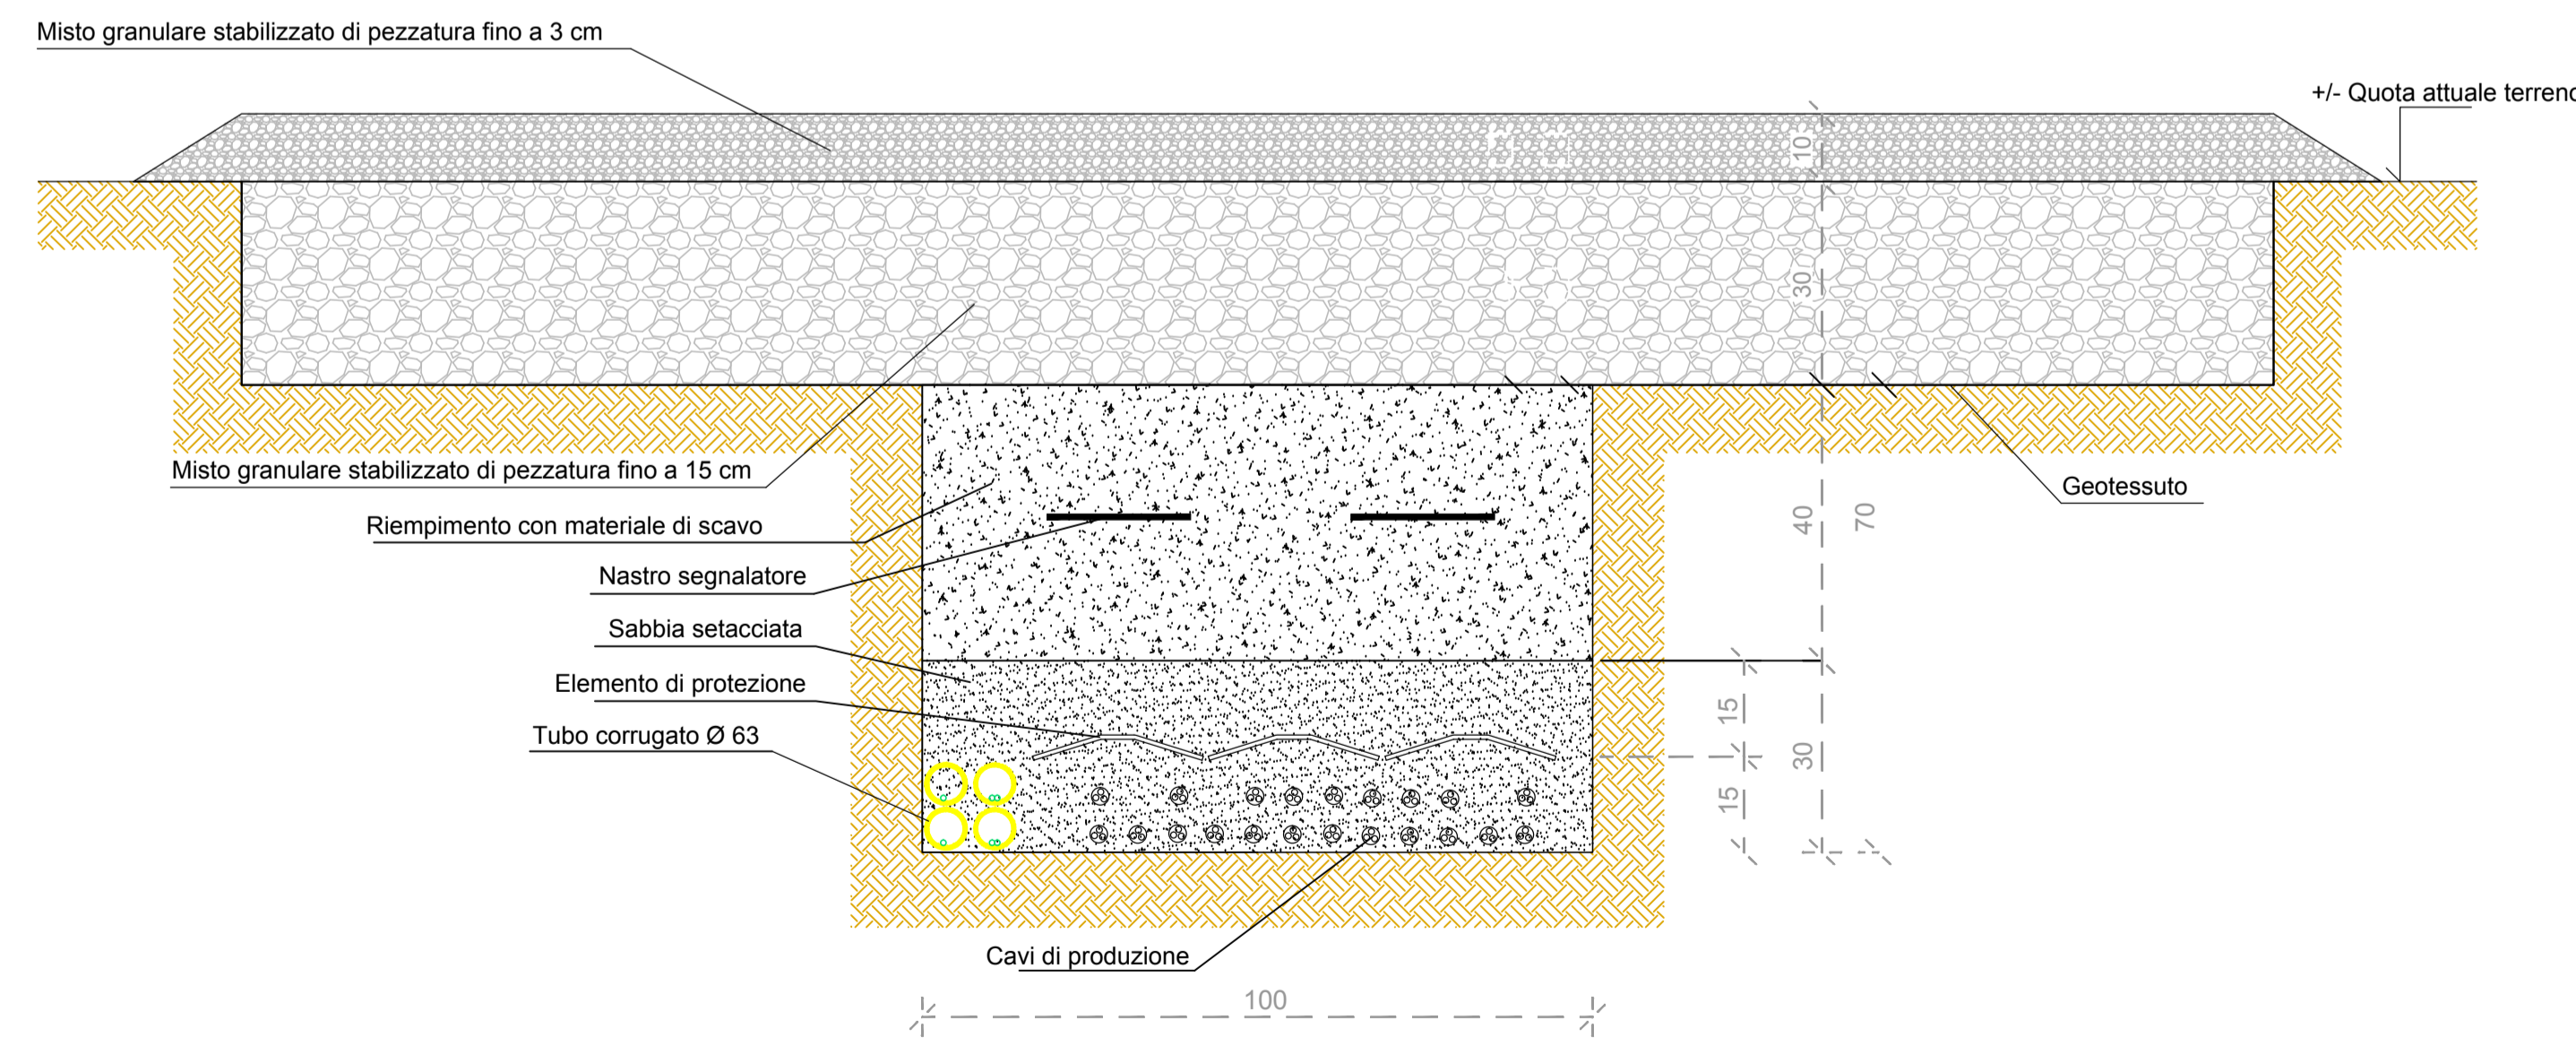 Misto granulare stabilizzato di pezzatura fino a 3 cm
+/- Quota attuale terreno
10
30
Misto granulare stabilizzato di pezzatura fino a 15 cm
Geotessuto
Riempimento con materiale di scavo
40
70
Nastro segnalatore
Sabbia setacciata
Elemento di protezione
15
Tubo corrugato Ø 63
30
15
Cavi di produzione
100